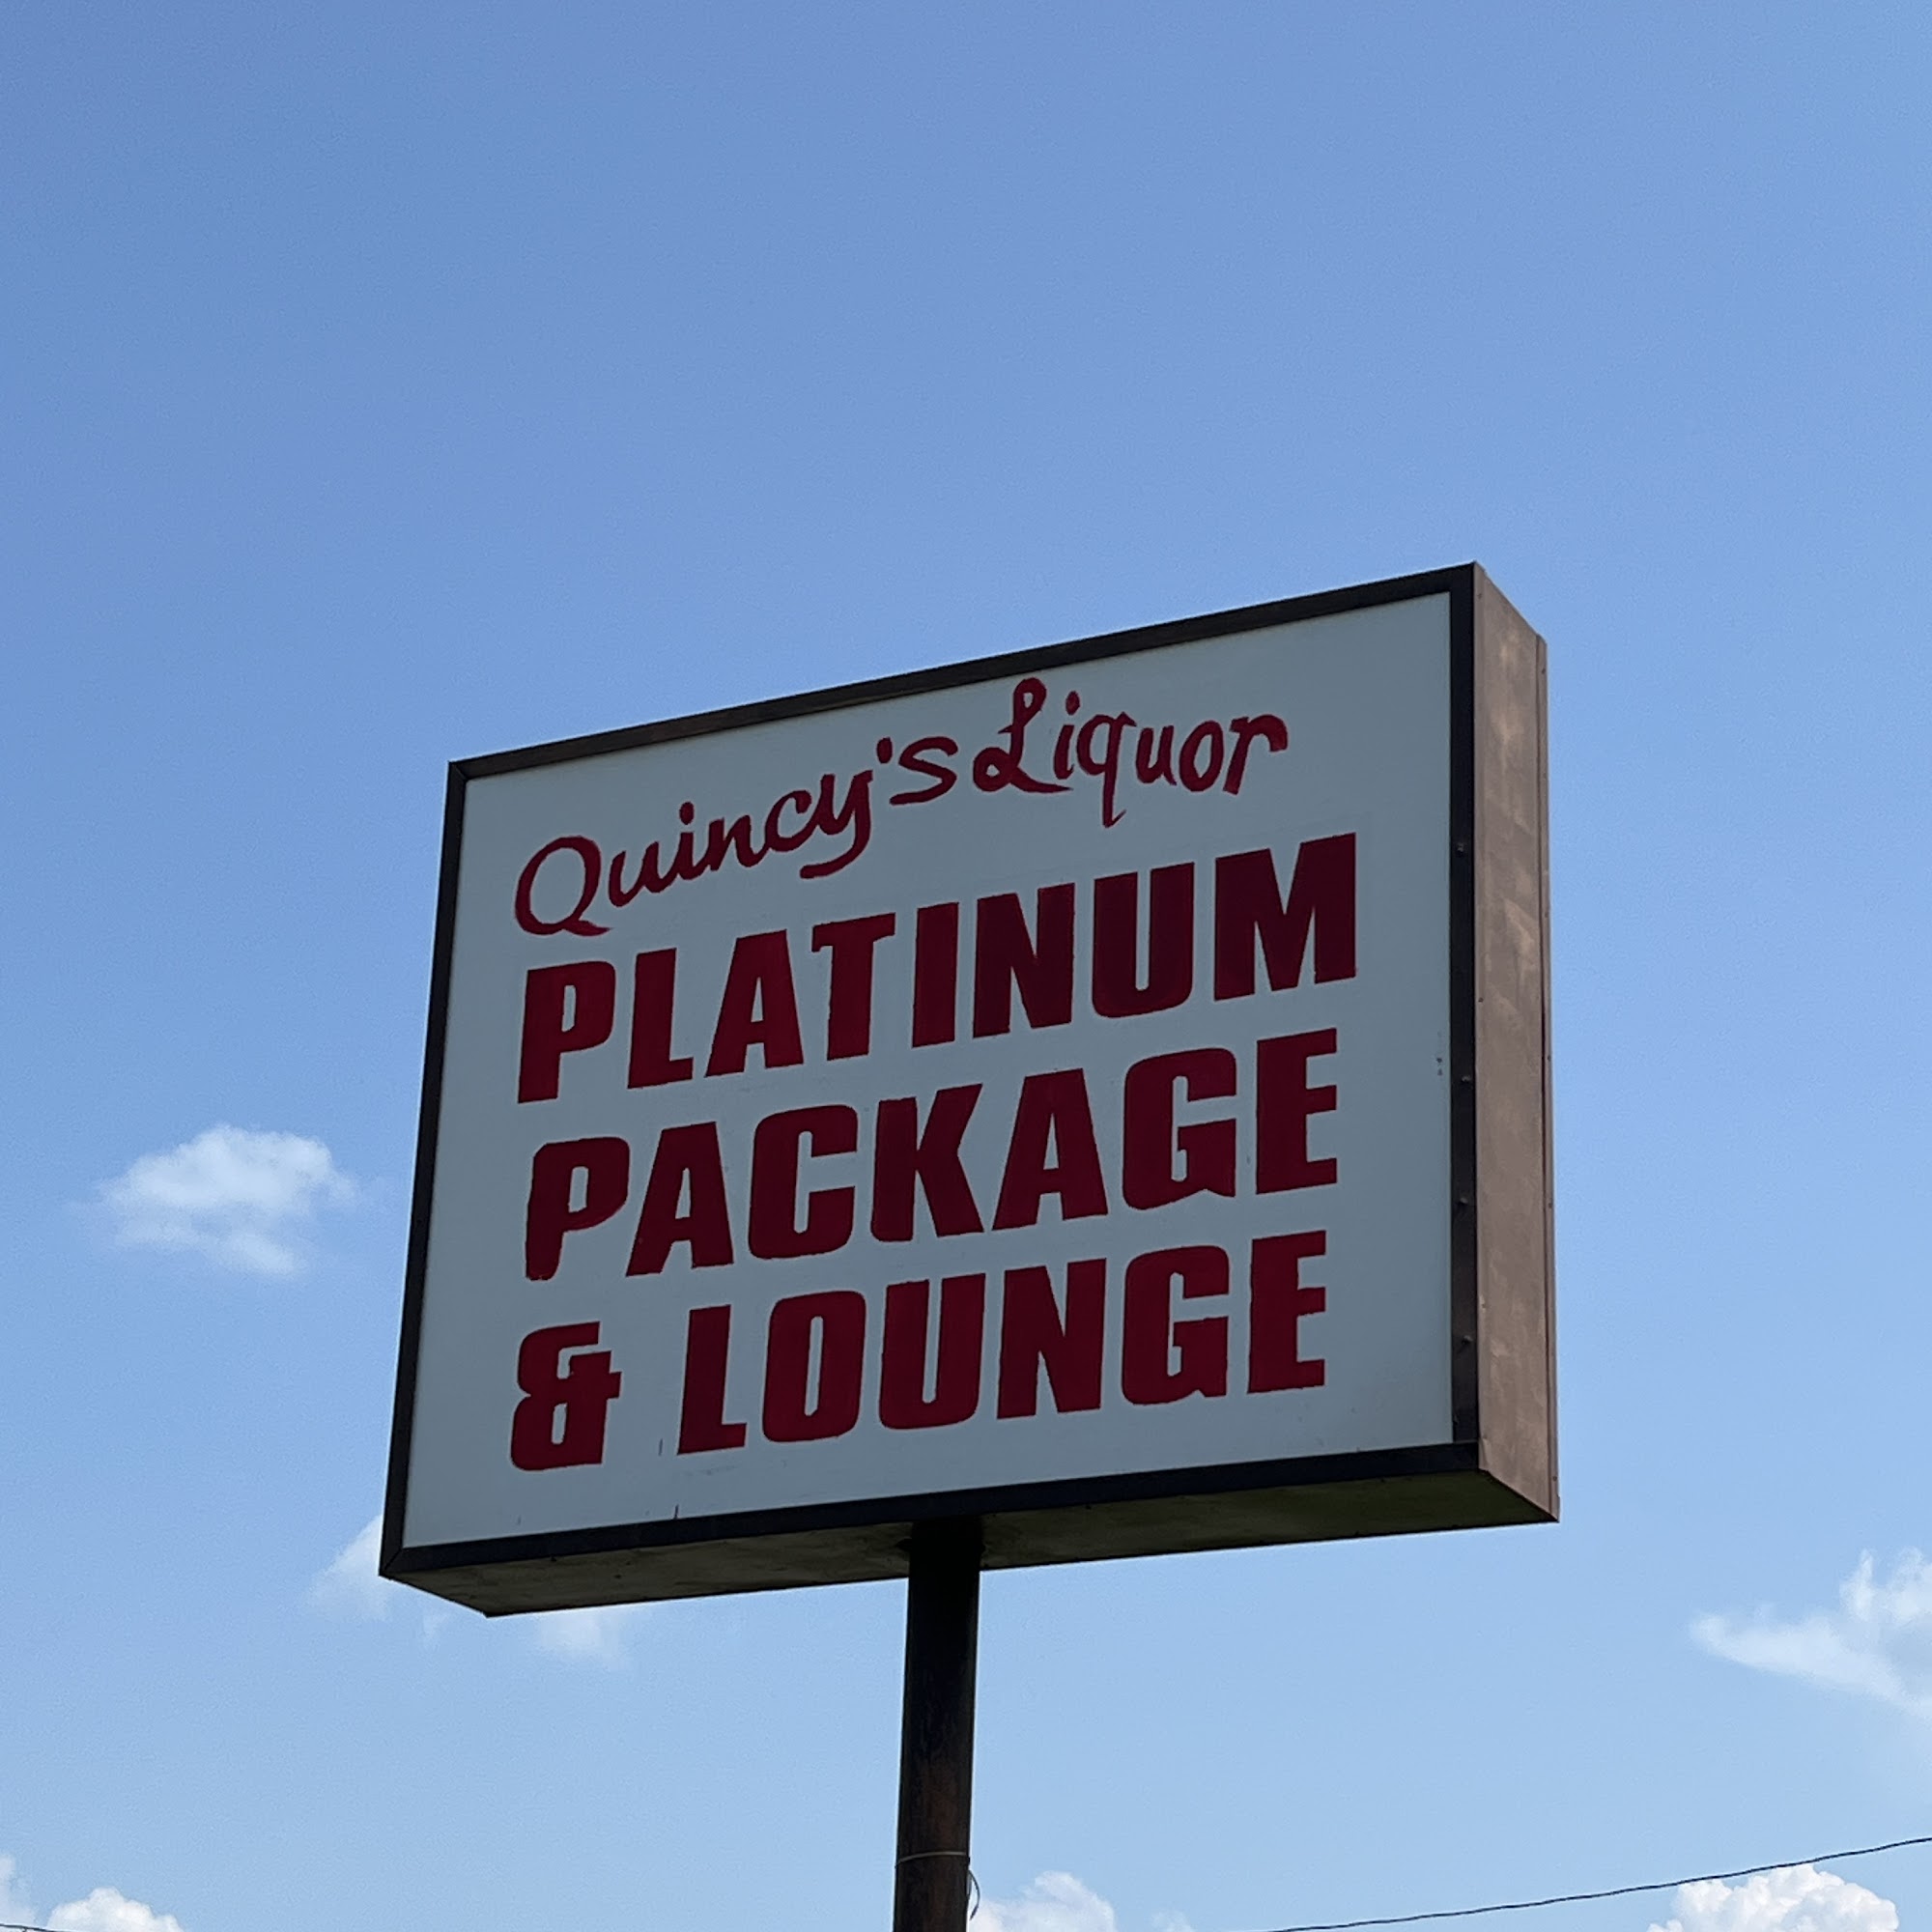 Quincy's Liquor
PLATINUM
PACKAGE
& LOUNGE